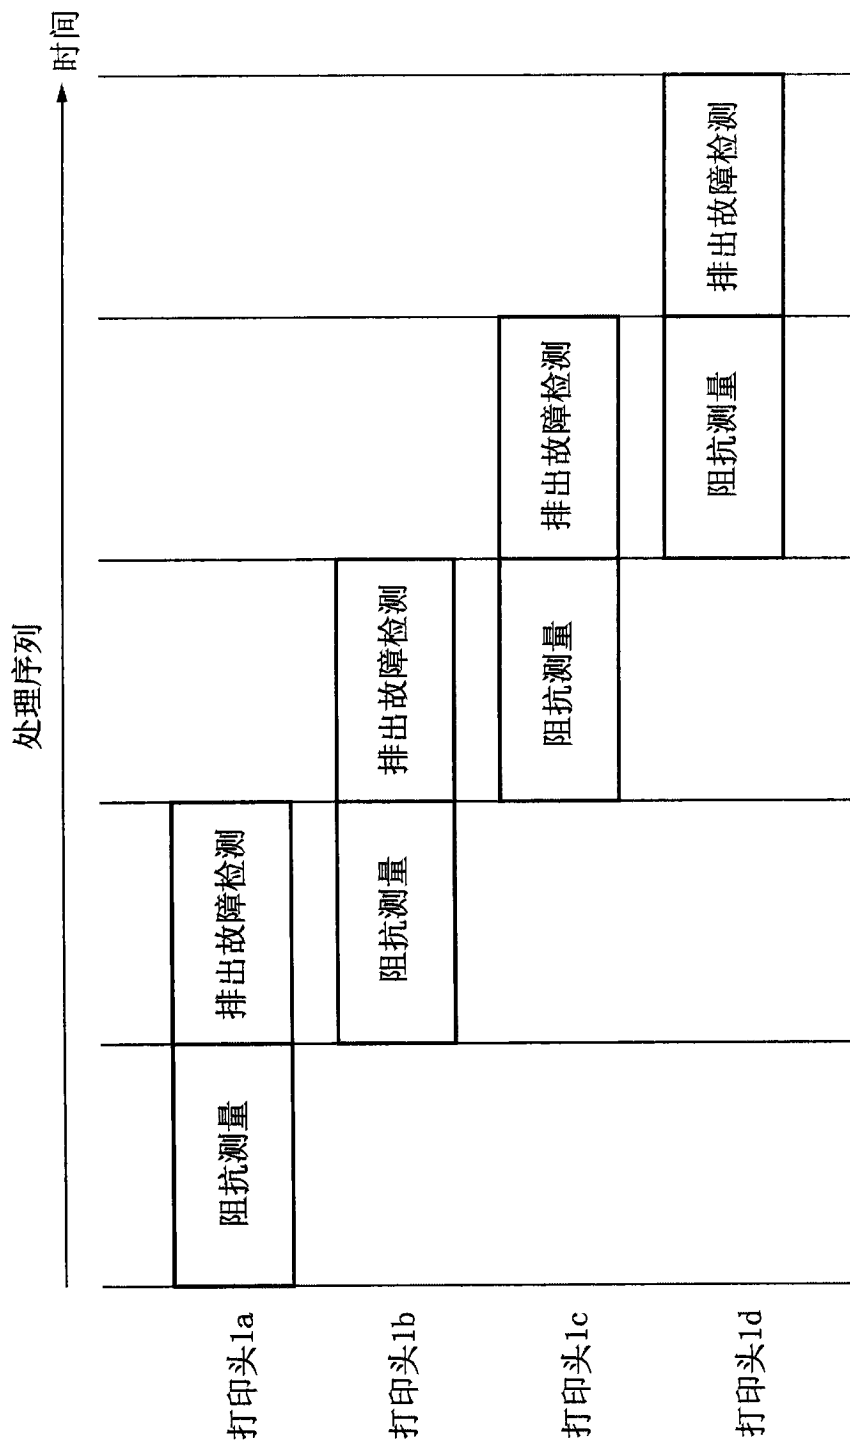 处理序列
时间
打印头1a
阻抗测量
排出故障检测
打印头1b
阻抗测量
排出故障检测
打印头1c
阻抗测量
排出故障检测
打印头1d
阻抗测量
排出故障检测